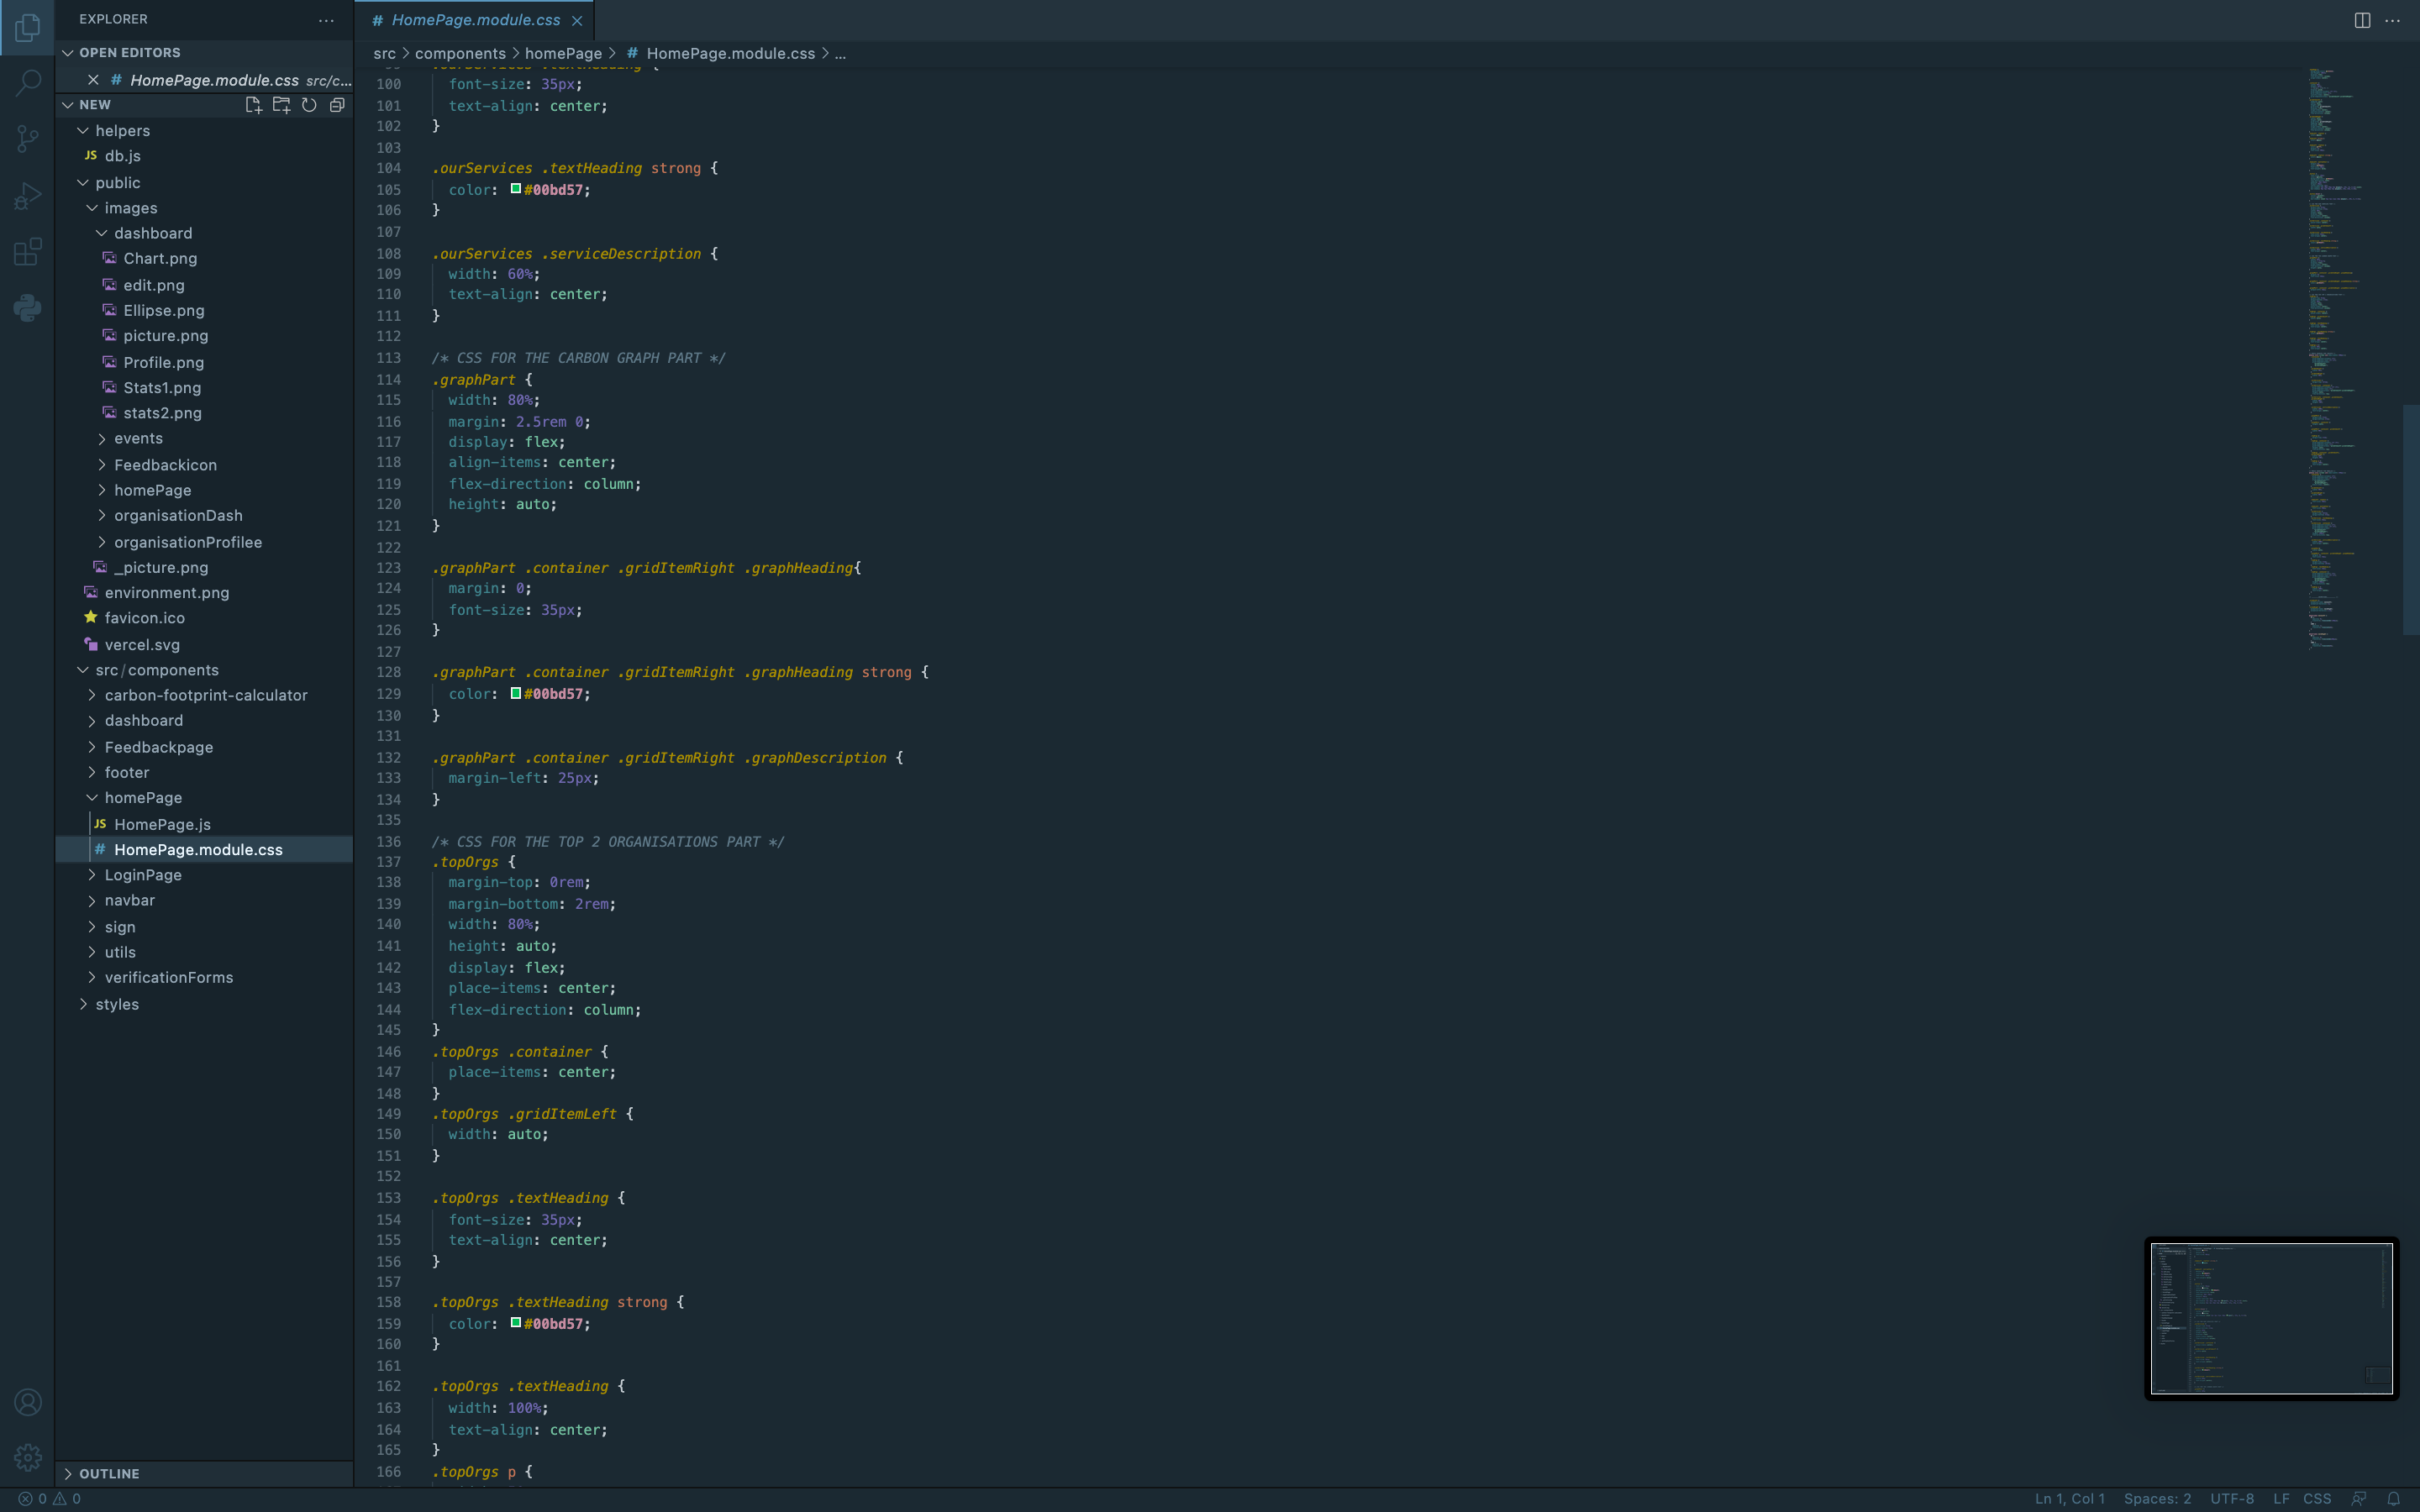 EXPLORER
OPEN EDITORS
# HomePage.module.css src/c...
NEW
helpers
JS db.js
public
images
dashboard
Chart.png
edit.png
Ellipse.png
picture.png
Profile.png
Stats1.png
stats2.png
events
Feedbackicon
homePage
organisationDash
organisationProfilee
_picture.png
environment.png
favicon.ico
vercel.svg
src/components
carbon-footprint-calculator
dashboard
Feedbackpage
footer
homePage
JS HomePage.js
# HomePage.module.css
LoginPage
navbar
sign
utils
verificationForms
styles
OUTLINE
# HomePage.module.css
src > components > homePage > # HomePage.module.css > ...
100 font-size: 35px;
101 text-align: center;
102 }
103
104 .ourServices .textHeading strong {
105 color: #00bd57;
106 }
107
108 .ourServices .serviceDescription {
109 width: 60%;
110 text-align: center;
111 }
112
113 /* CSS FOR THE CARBON GRAPH PART */
114 .graphPart {
115 width: 80%;
116 margin: 2.5rem 0;
117 display: flex;
118 align-items: center;
119 flex-direction: column;
120 height: auto;
121 }
122
123 .graphPart .container .gridItemRight .graphHeading{
124 margin: 0;
125 font-size: 35px;
126 }
127
128 .graphPart .container .gridItemRight .graphHeading strong {
129 color: #00bd57;
130 }
131
132 .graphPart .container .gridItemRight .graphDescription {
133 margin-left: 25px;
134 }
135
136 /* CSS FOR THE TOP 2 ORGANISATIONS PART */
137 .topOrgs {
138 margin-top: 0rem;
139 margin-bottom: 2rem;
140 width: 80%;
141 height: auto;
142 display: flex;
143 place-items: center;
144 flex-direction: column;
145 }
146 .topOrgs .container {
147 place-items: center;
148 }
149 .topOrgs .gridItemLeft {
150 width: auto;
151 }
152
153 .topOrgs .textHeading {
154 font-size: 35px;
155 text-align: center;
156 }
157
158 .topOrgs .textHeading strong {
159 color: #00bd57;
160 }
161
162 .topOrgs .textHeading {
163 width: 100%;
164 text-align: center;
165 }
166 .topOrgs p {
0 0
Ln 1, Col 1 Spaces: 2 UTF-8 LF CSS